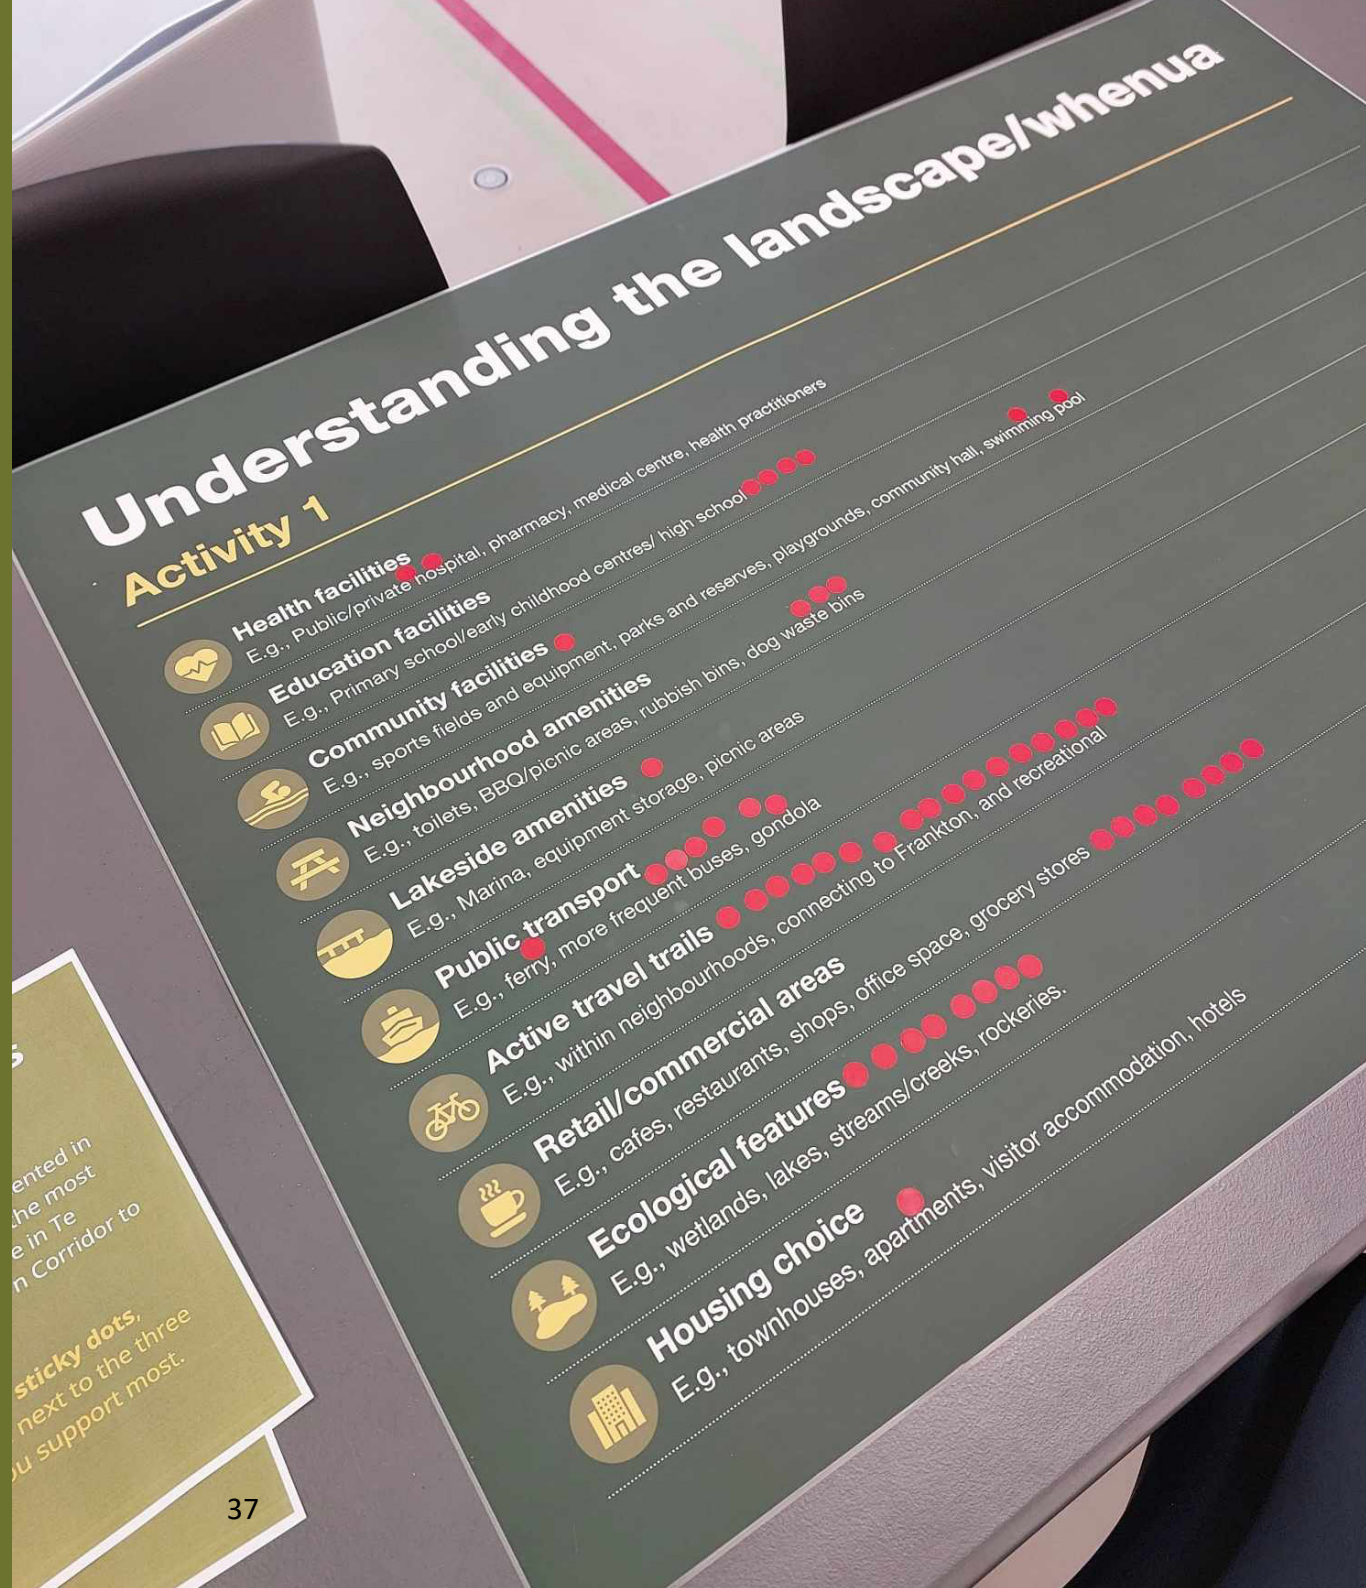 Understanding the landscape/whenua
Activity 1
Health facilities
E.g., Public/private hospital, pharmacy, medical centre, health practitioners
Education facilities
E.g., Primary school/early childhood centres/ high school
Community facilities
E.g., sports fields and equipment, parks and reserves, playgrounds, community hall, swimming pool
Neighbourhood amenities
E.g., toilets, BBQ/picnic areas, rubbish bins, dog waste bins
Lakeside amenities
E.g., Marina, equipment storage, picnic areas
Public transport
E.g., ferry, more frequent buses, gondola
Active travel trails
E.g., within neighbourhoods, connecting to Frankton, and recreational
Retail/commercial areas
E.g., cafes, restaurants, shops, office space, grocery stores
Ecological features
E.g., wetlands, lakes, streams/creeks, rockeries.
Housing choice
E.g., townhouses, apartments, visitor accommodation, hotels
in
the most
e in Te
Corridor to
sticky dots,
next to the three
support most.
37